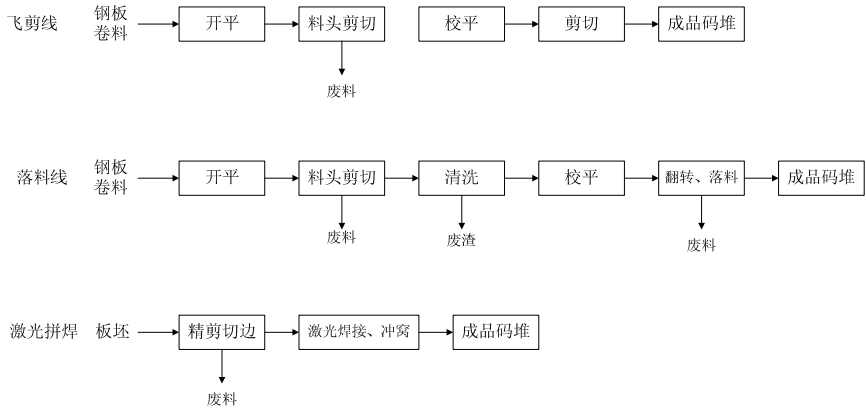 飞剪线
钢板
卷料
开平
料头剪切
校平
剪切
成品码堆
废料
落料线
钢板
卷料
开平
料头剪切
清洗
校平
翻转、落料
成品码堆
废料
废渣
废料
激光拼焊
板坯
精剪切边
激光焊接、冲窝
成品码堆
废料